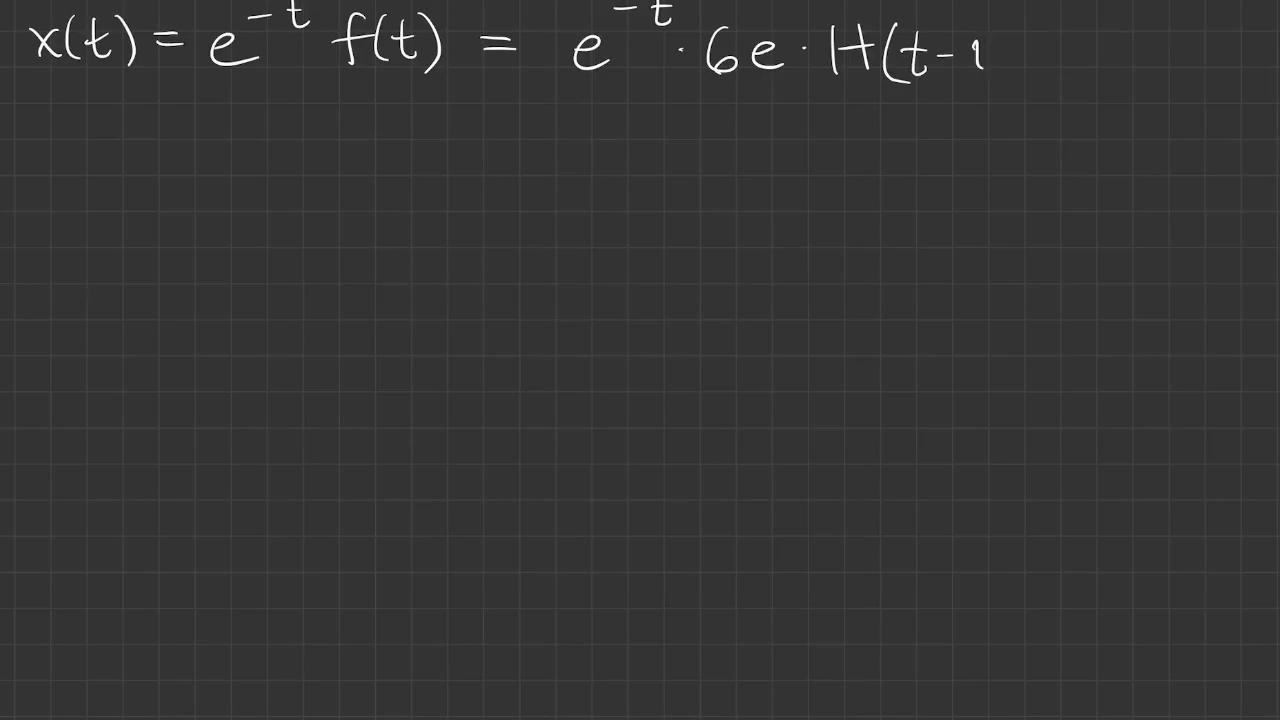 x(t) = e^{-t} f(t) = e^{-t} · 6e · H(t-1